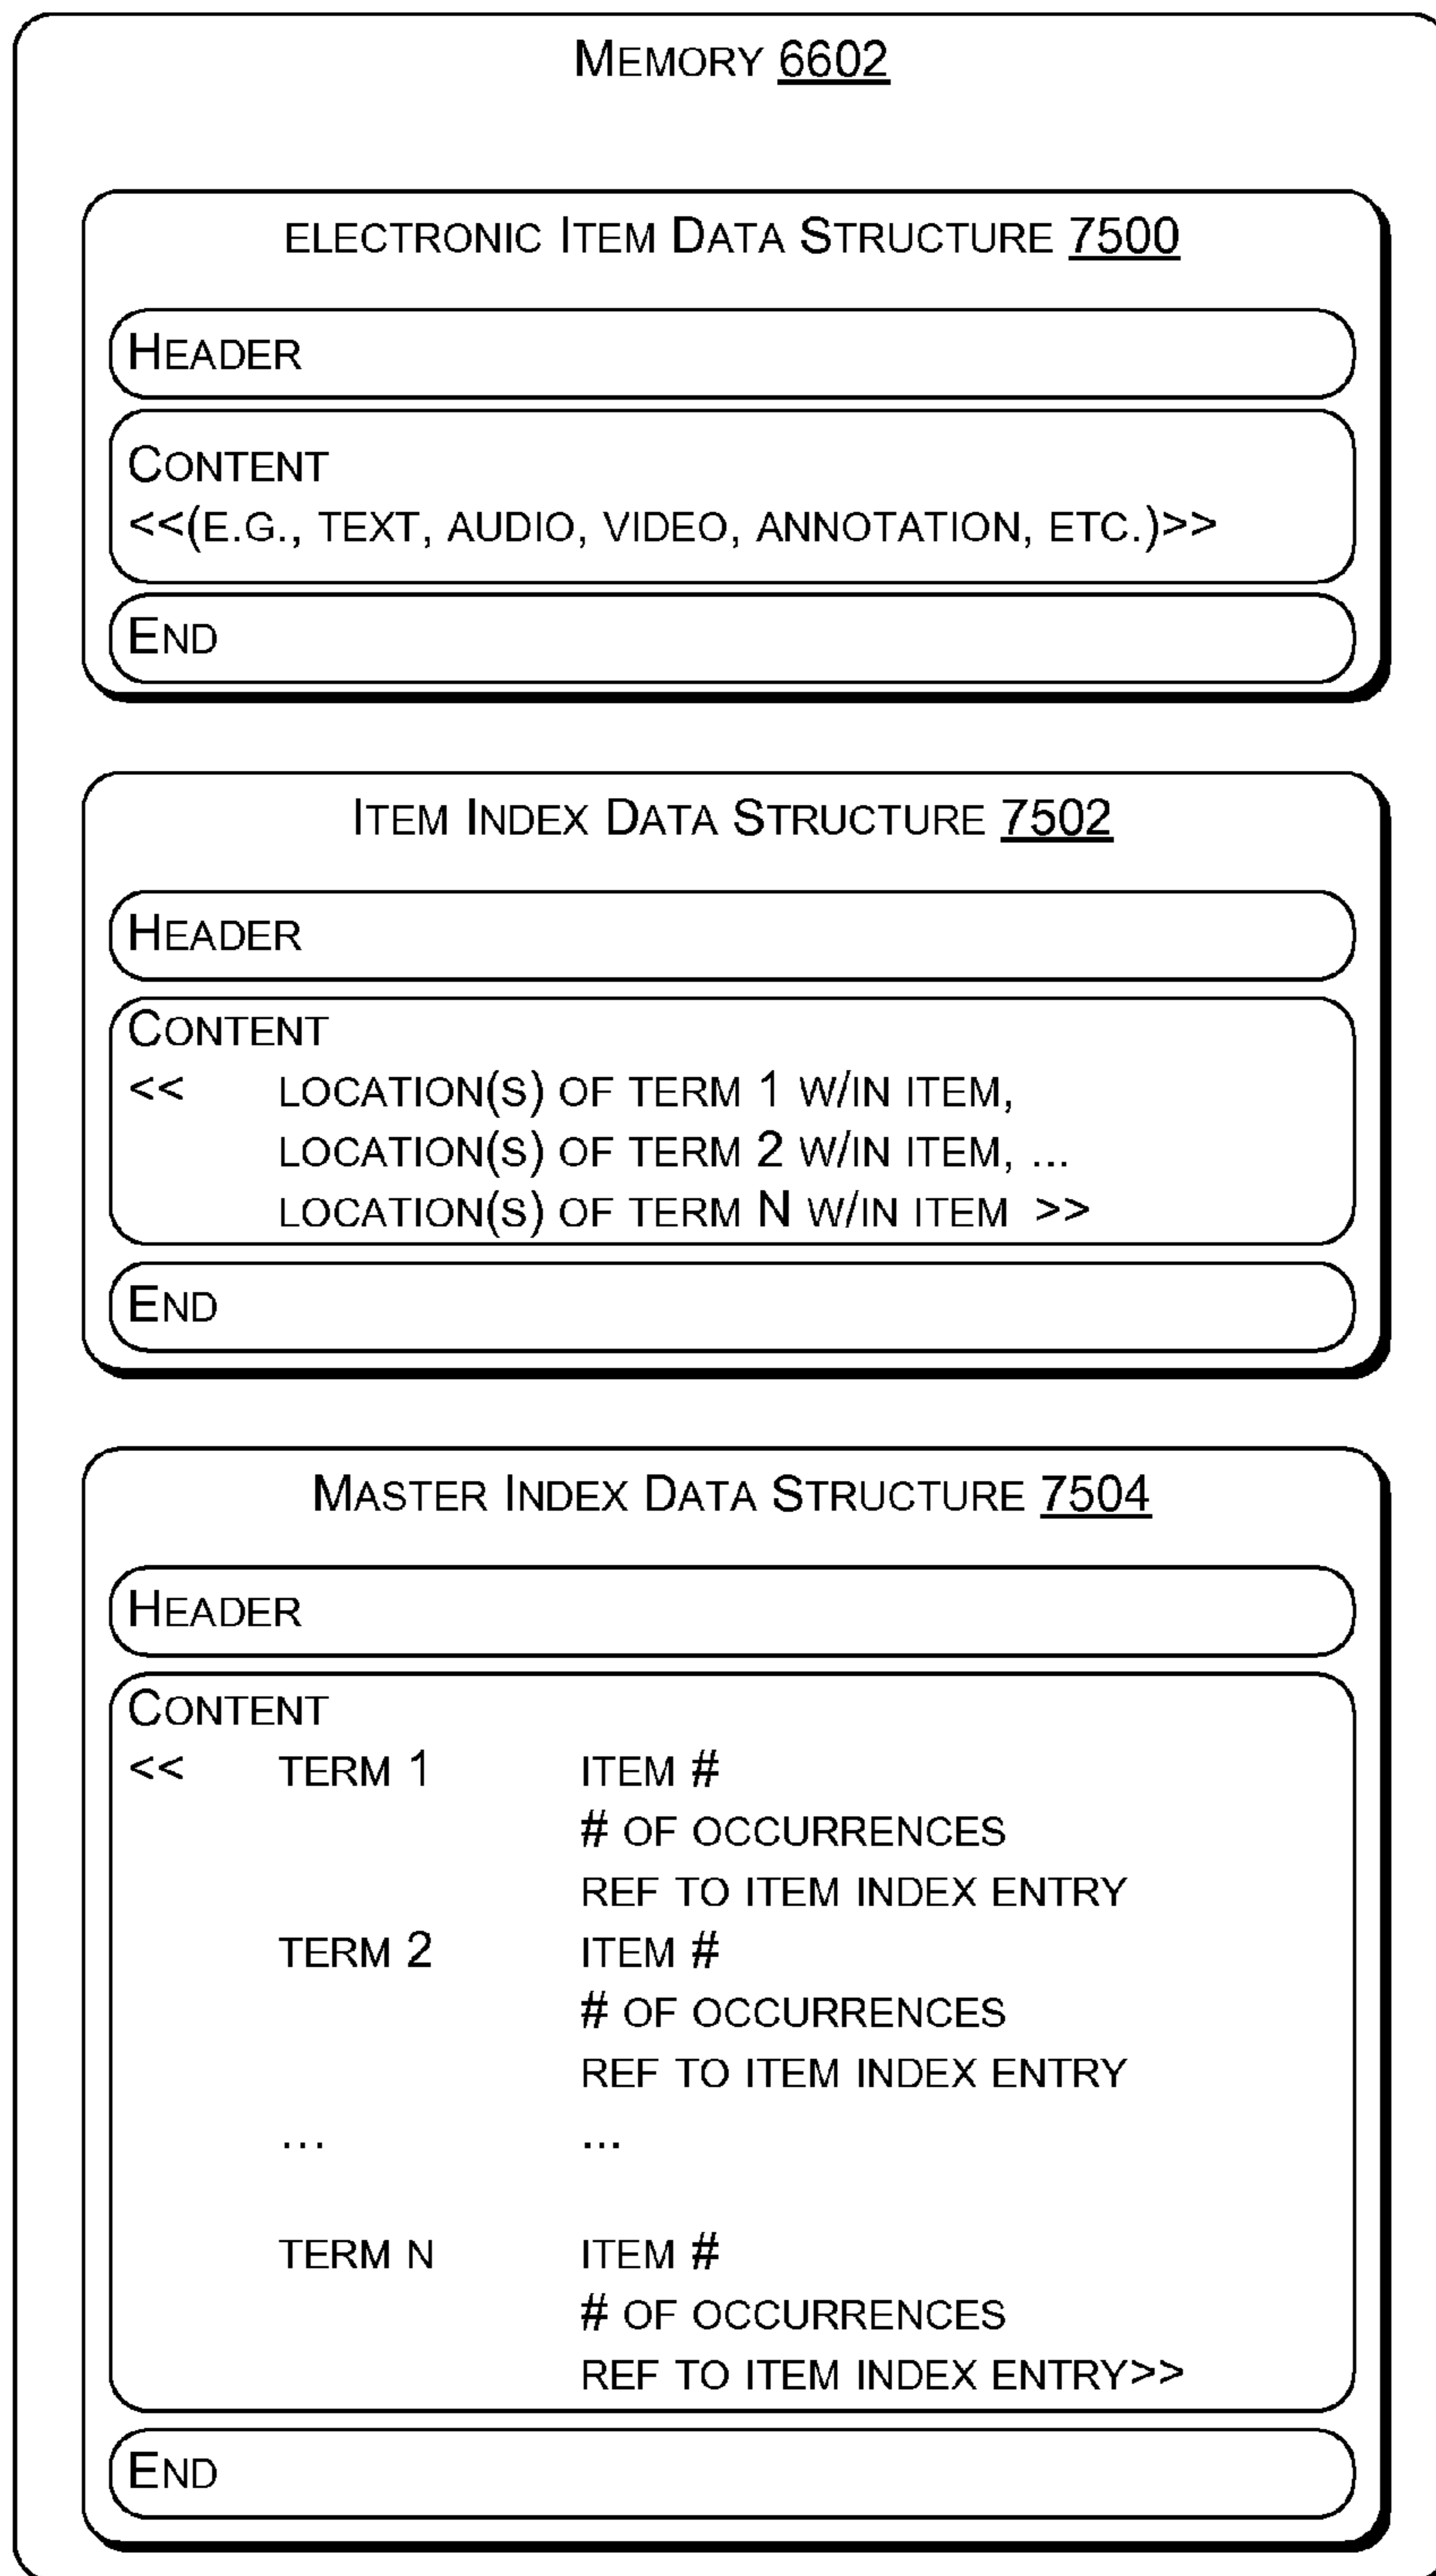 MEMORY 6602
ELECTRONIC ITEM DATA STRUCTURE 7500
HEADER
CONTENT
<<(E.G., TEXT, AUDIO, VIDEO, ANNOTATION, ETC.)>>
END
ITEM INDEX DATA STRUCTURE 7502
HEADER
CONTENT
<< LOCATION(S) OF TERM 1 W/IN ITEM,
LOCATION(S) OF TERM 2 W/IN ITEM, ...
LOCATION(S) OF TERM N W/IN ITEM >>
END
MASTER INDEX DATA STRUCTURE 7504
HEADER
CONTENT
<< TERM 1 ITEM #
# OF OCCURRENCES
REF TO ITEM INDEX ENTRY
TERM 2 ITEM #
# OF OCCURRENCES
REF TO ITEM INDEX ENTRY
... ...
TERM N ITEM #
# OF OCCURRENCES
REF TO ITEM INDEX ENTRY>>
END